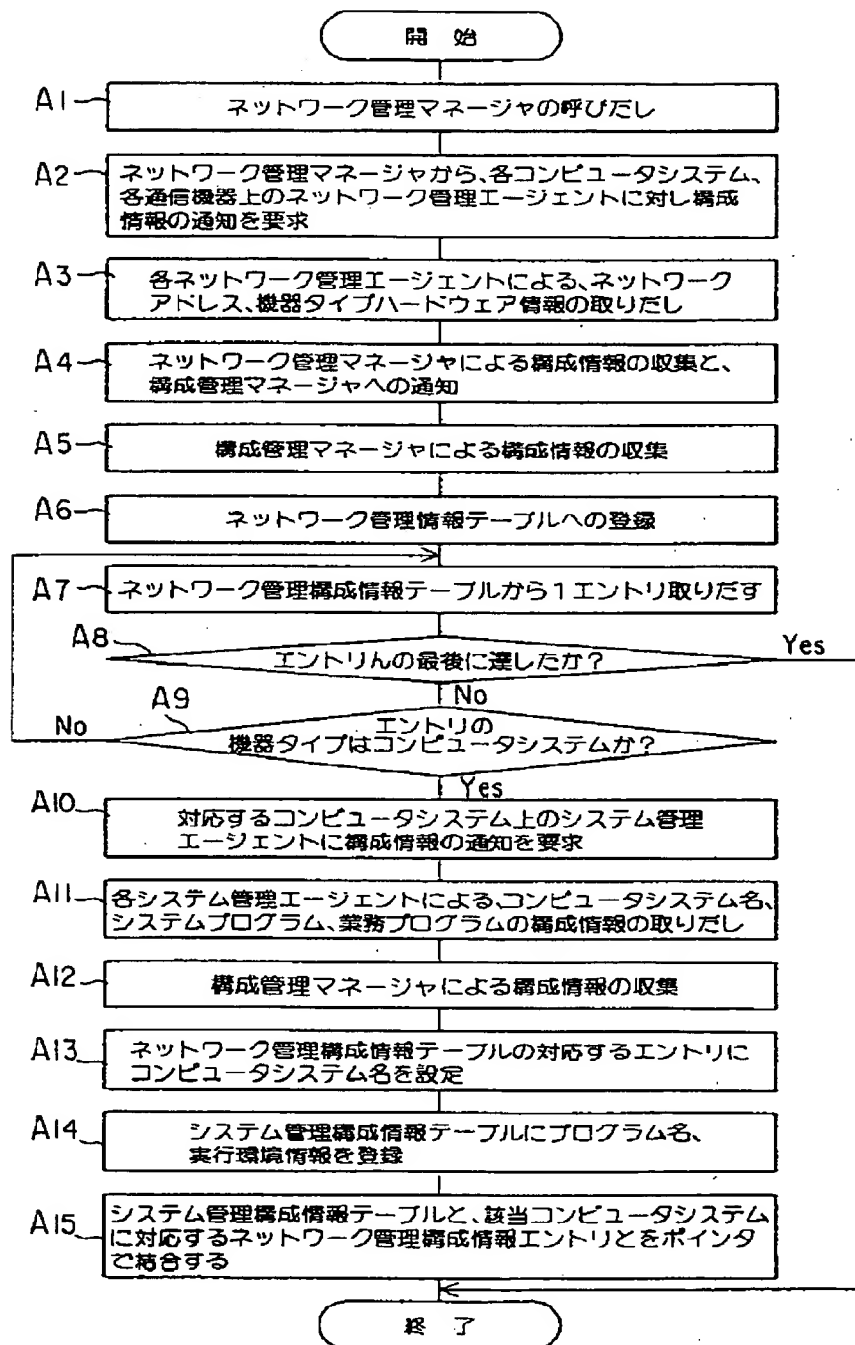 開 始
A1
ネットワーク管理マネージャの呼びだし
A2
ネットワーク管理マネージャから、各コンピュータシステム、
各通信機器上のネットワーク管理エージェントに対し構成
情報の通知を要求
A3
各ネットワーク管理エージェントによる、ネットワーク
アドレス、機器タイプハードウェア情報の取りだし
A4
ネットワーク管理マネージャによる構成情報の収集と、
構成管理マネージャへの通知
A5
構成管理マネージャによる構成情報の収集
A6
ネットワーク管理情報テーブルへの登録
A7
ネットワーク管理構成情報テーブルから1エントリ取りだす
A8
エントリんの最後に達したか?
Yes
No
A9
エントリの
機器タイプはコンピュータシステムか?
No
Yes
A10
対応するコンピュータシステム上のシステム管理
エージェントに構成情報の通知を要求
A11
各システム管理エージェントによる、コンピュータシステム名、
システムプログラム、業務プログラムの構成情報の取りだし
A12
構成管理マネージャによる構成情報の収集
A13
ネットワーク管理構成情報テーブルの対応するエントリに
コンピュータシステム名を設定
A14
システム管理構成情報テーブルにプログラム名、
実行環境情報を登録
A15
システム管理構成情報テーブルと、該当コンピュータシステム
に対応するネットワーク管理構成情報エントリとをポインタ
で結合する
終 了